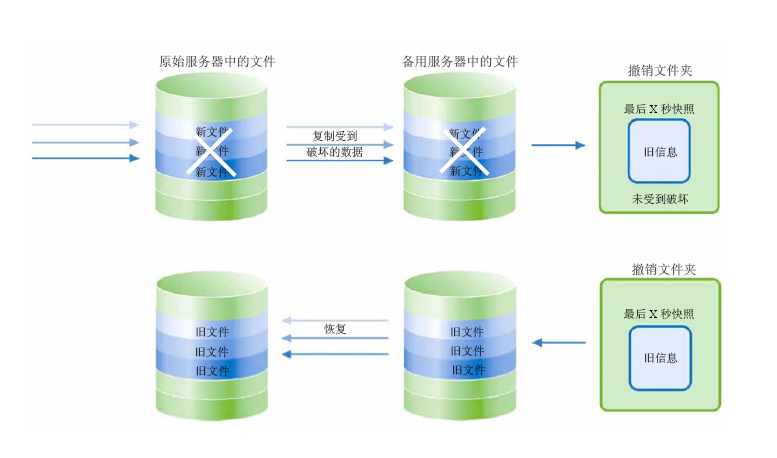 原始服务器中的文件
备用服务器中的文件
撤销文件夹
新文件
新文件
新文件
复制受到
破坏的数据
新文件
新文件
新文件
最后 X 秒快照
旧信息
未受到破坏
撤销文件夹
旧文件
旧文件
旧文件
恢复
旧文件
旧文件
旧文件
最后 X 秒快照
旧信息